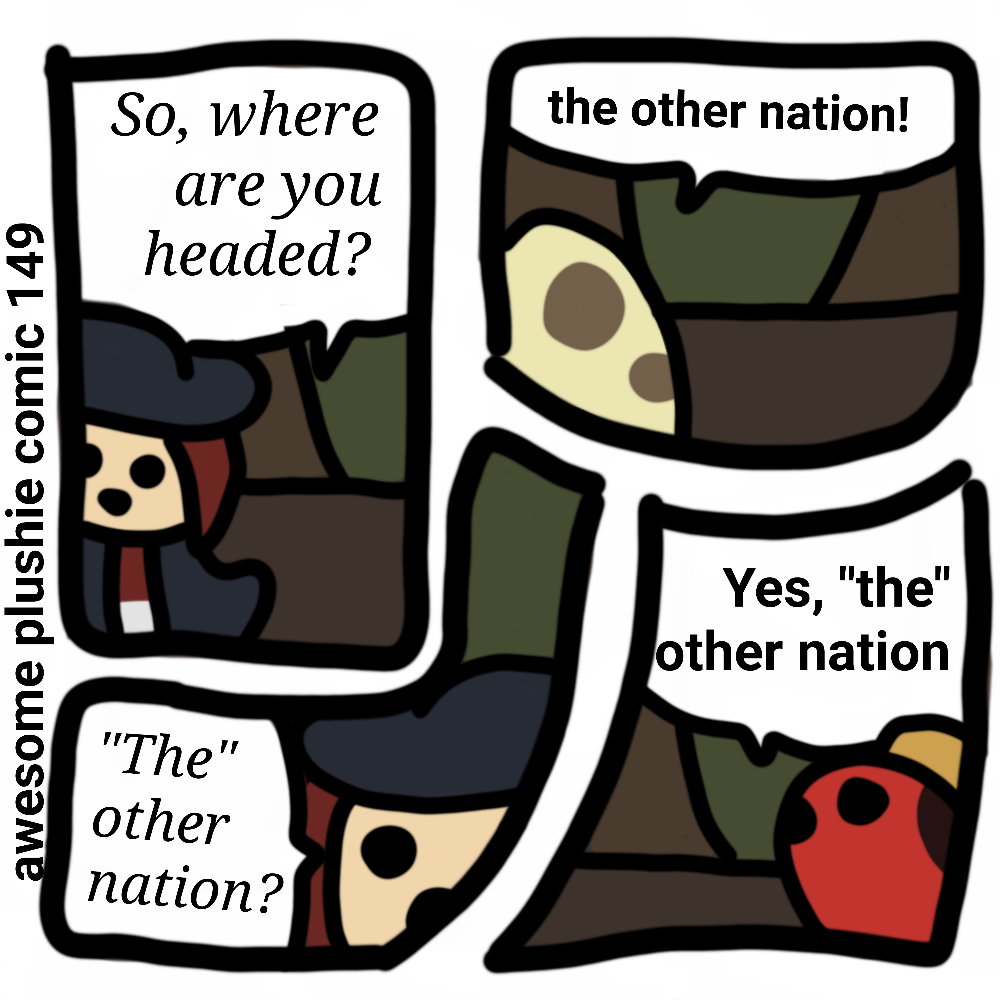 So, where
are you
headed?
the other nation!
"The"
other
nation?
Yes, "the"
other nation
awesome plushie comic 149